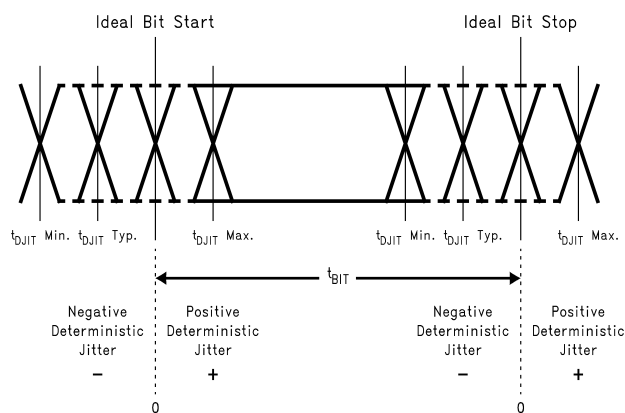 Ideal Bit Start
Ideal Bit Stop
tDJIT Min. tDJIT Typ. tDJIT Max. tDJIT Min. tDJIT Typ. tDJIT Max.
tBIT
Negative
Deterministic
Jitter
−
Positive
Deterministic
Jitter
+
Negative
Deterministic
Jitter
−
Positive
Deterministic
Jitter
+
0
0